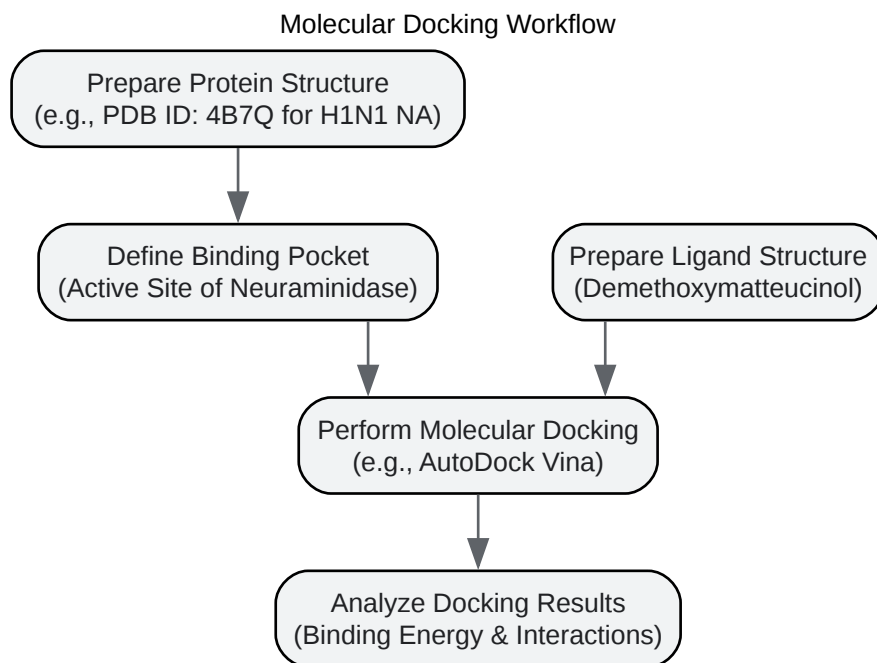 Molecular Docking Workflow
Prepare Protein Structure
(e.g., PDB ID: 4B7Q for H1N1 NA)
Define Binding Pocket
(Active Site of Neuraminidase)
Prepare Ligand Structure
(Demethoxymatteucinol)
Perform Molecular Docking
(e.g., AutoDock Vina)
Analyze Docking Results
(Binding Energy & Interactions)